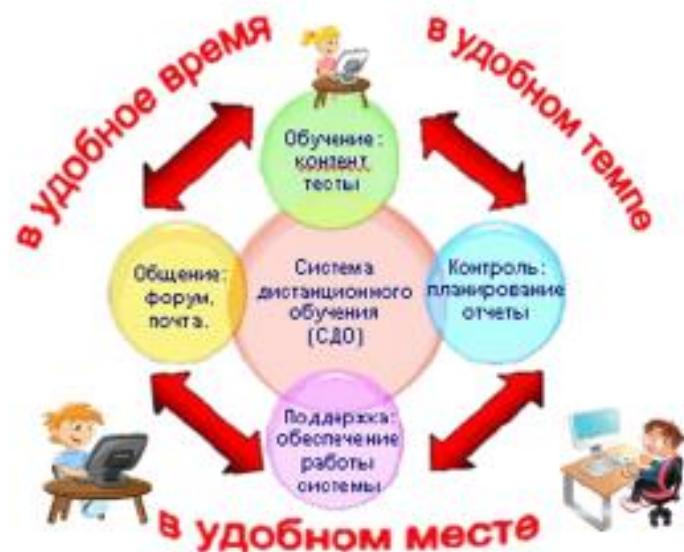 в удобное время
в удобном темпе
Обучение:
контент
тесты
Общение:
форум,
почта.
Система
дистанционного
обучения
(СДО)
Контроль:
планирование
отчеты
Поддержка:
обеспечение
работы
системы
в удобном месте